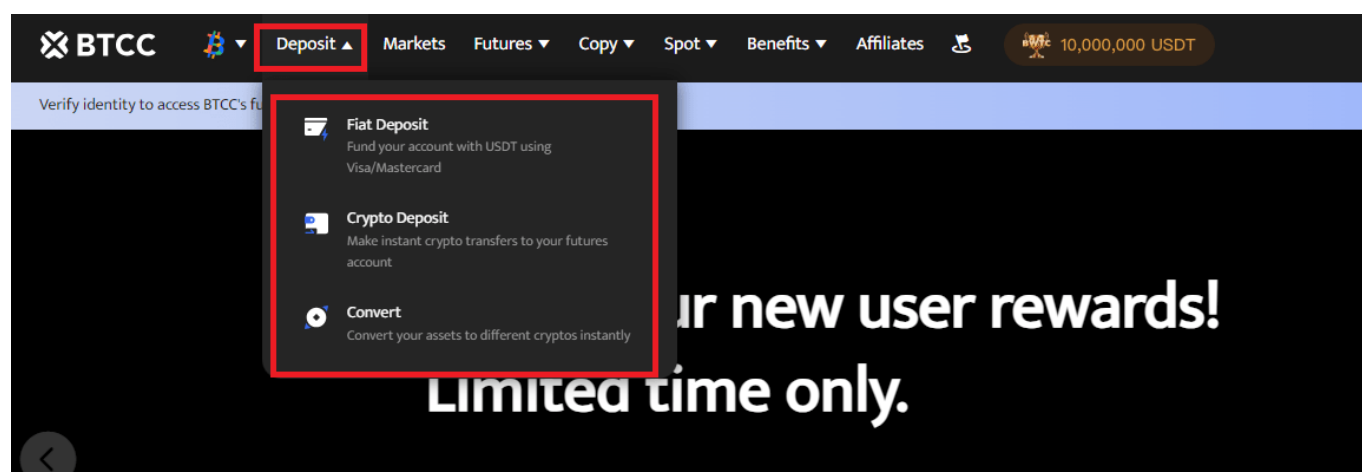 BTCC
Deposit
Markets
Futures
Copy
Spot
Benefits
Affiliates
10,000,000 USDT
Verify identity to access BTCC's
Fiat Deposit
Fund your account with USDT using
Visa/Mastercard
Crypto Deposit
Make instant crypto transfers to your futures
account
Convert
Convert your assets to different cryptos instantly
new user rewards!
Limited time only.